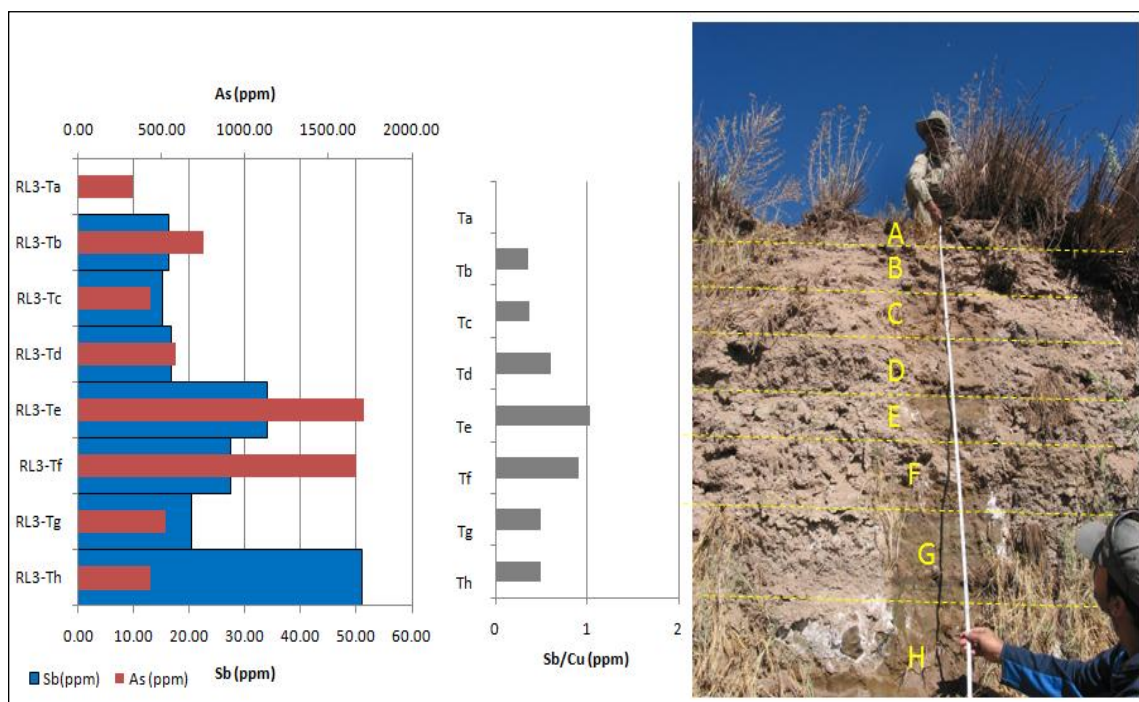 As (ppm)
0.00 500.00 1000.00 1500.00 2000.00
RL3-Ta
RL3-Tb
RL3-Tc
RL3-Td
RL3-Te
RL3-Tf
RL3-Tg
RL3-Th
0.00 10.00 20.00 30.00 40.00 50.00 60.00
Sb(ppm) As (ppm)
Sb (ppm)
Ta
Tb
Tc
Td
Te
Tf
Tg
Th
0 1 2
Sb/Cu (ppm)
A
B
C
D
E
F
G
H